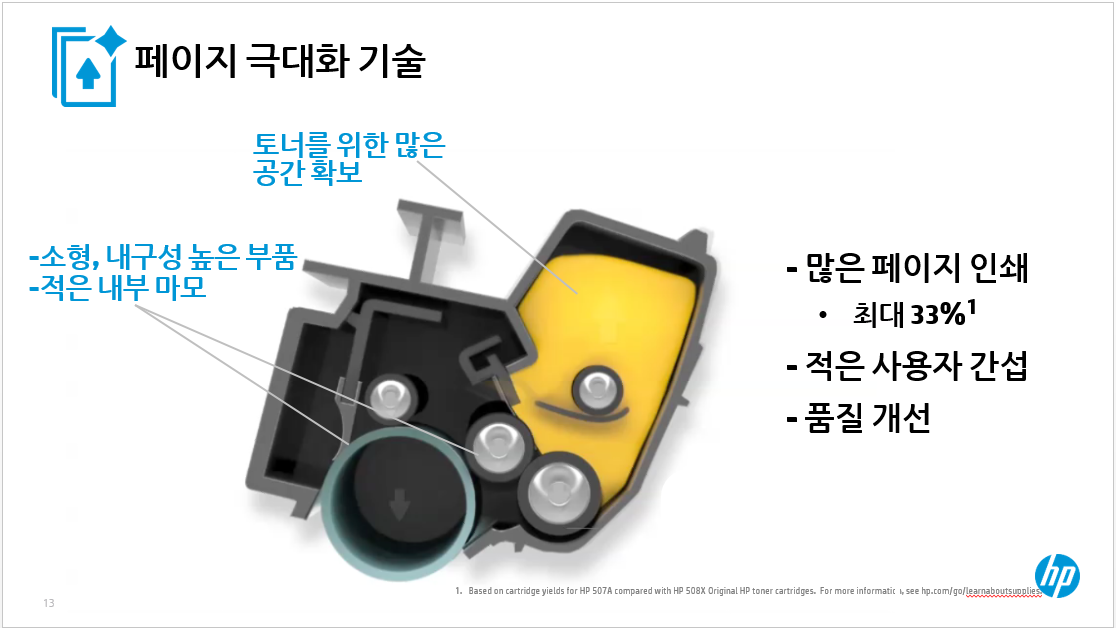 페이지 극대화 기술
토너를 위한 많은
공간 확보
-소형, 내구성 높은 부품
-적은 내부 마모
- 많은 페이지 인쇄
• 최대 33%¹
- 적은 사용자 간섭
- 품질 개선
1. Based on cartridge yields for HP 507A compared with HP 508X Original HP toner cartridges. For more informatic, see hp.com/go/learnaboutsupplies.
hp
13